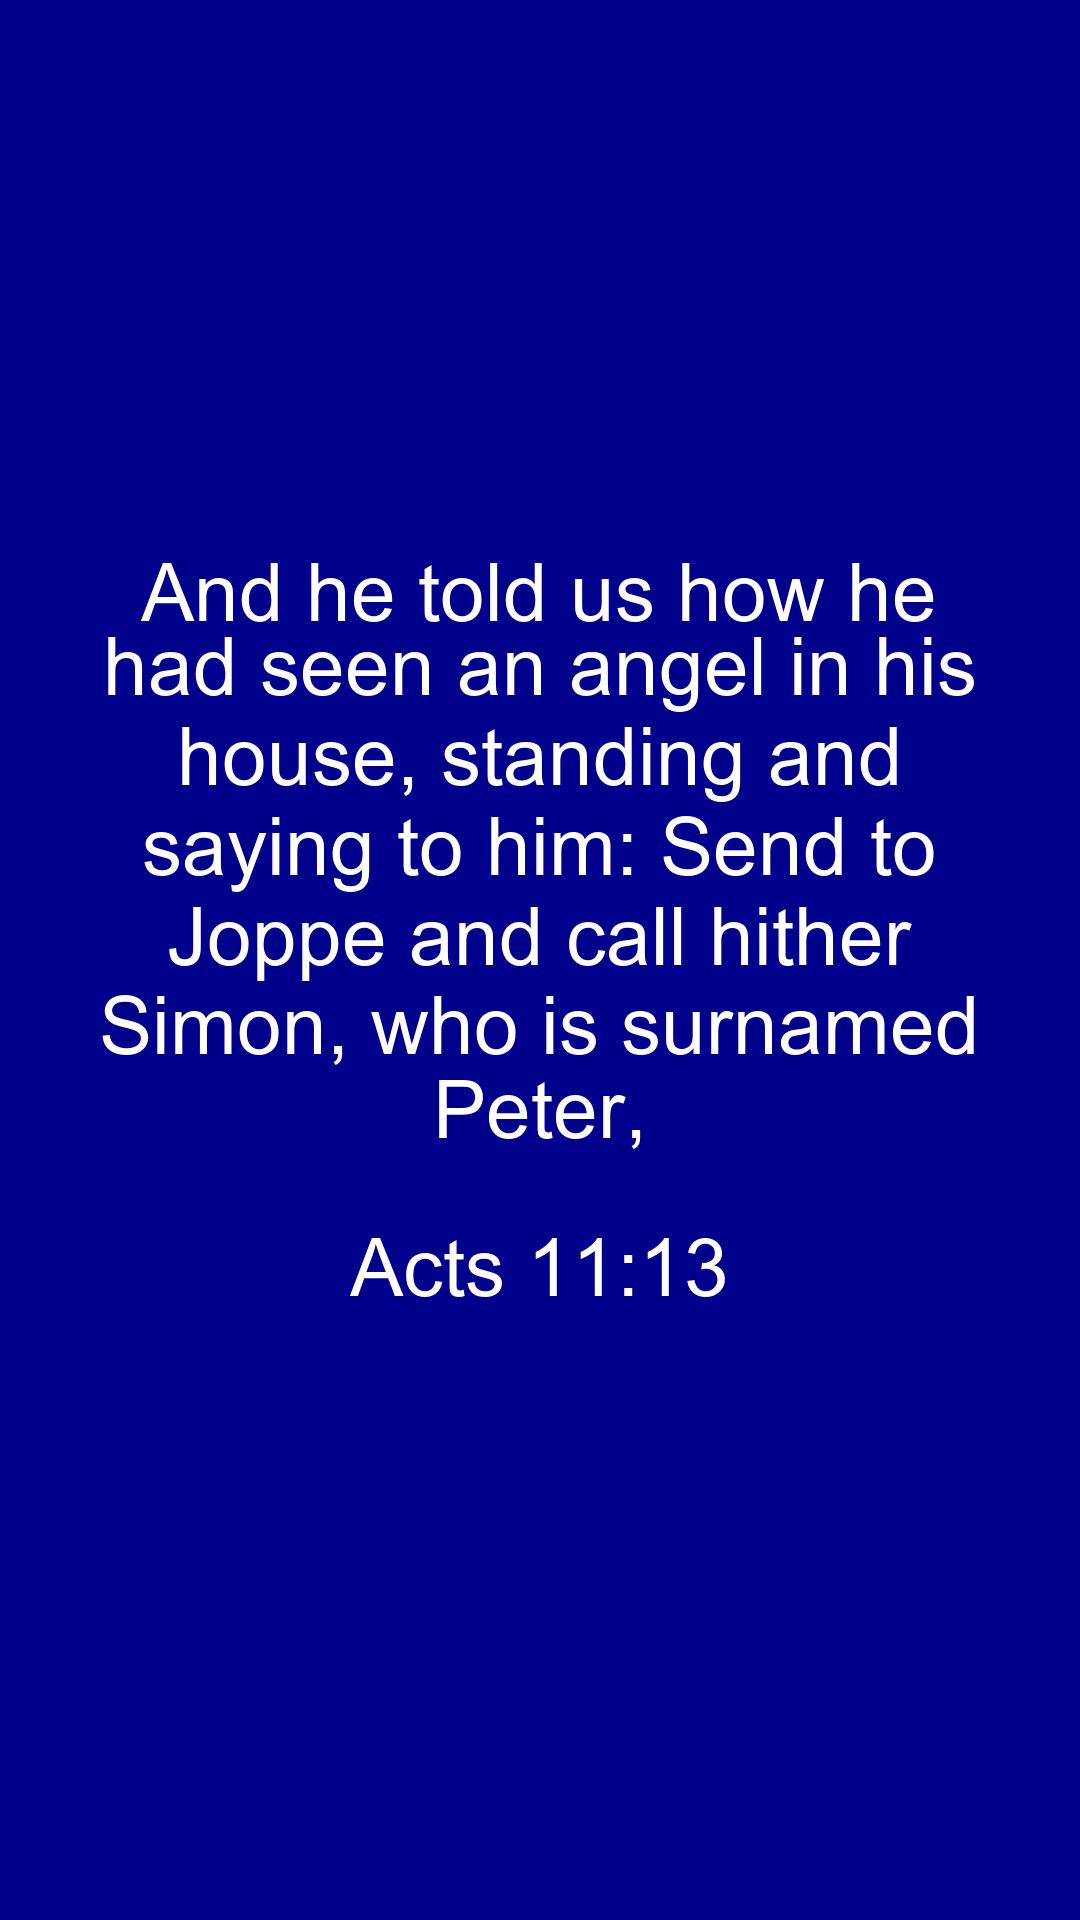 And he told us how he
had seen an angel in his
house, standing and
saying to him: Send to
Joppe and call hither
Simon, who is surnamed
Peter,
Acts 11:13